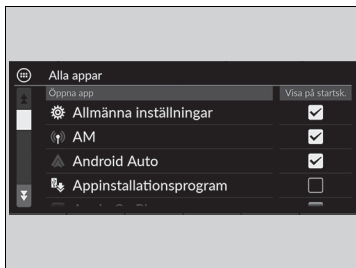 Alla appar
Öppna app Visa på startsk.
Allmänna inställningar
AM
Android Auto
Appinstallationsprogram